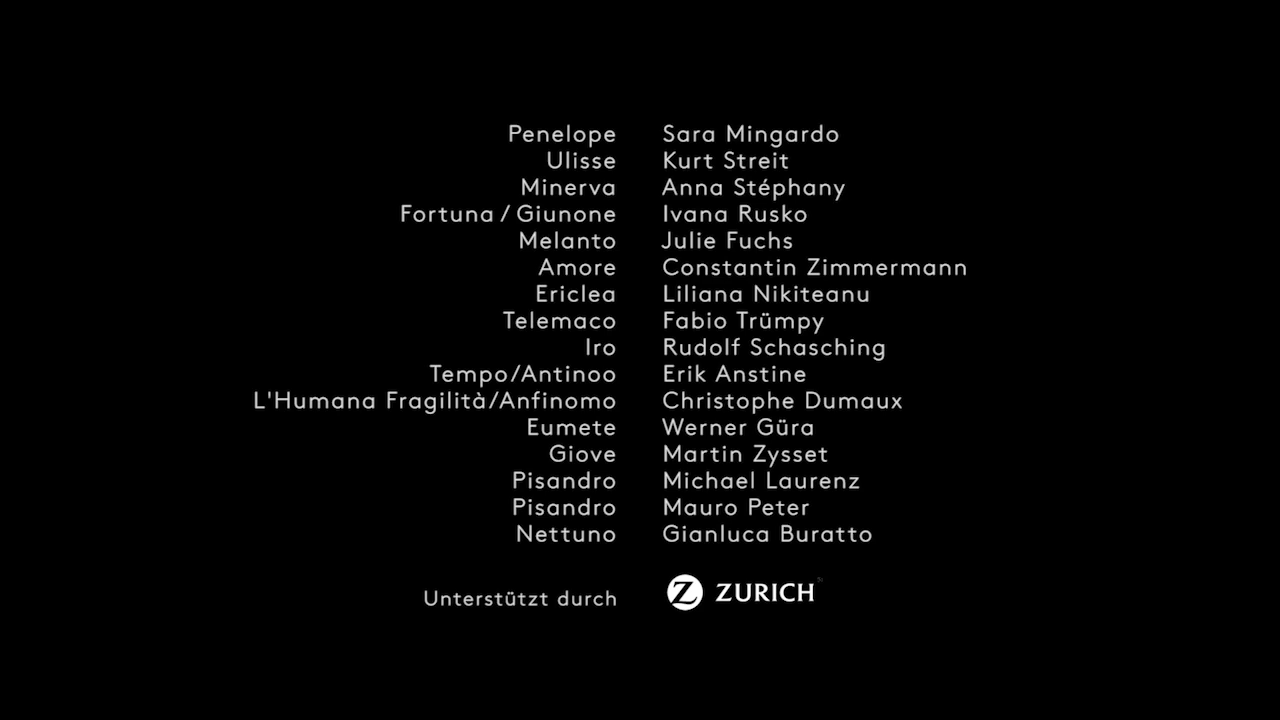 Penelope Sara Mingardo
Ulisse Kurt Streit
Minerva Anna Stéphany
Fortuna / Giunone Ivana Rusko
Melanto Julie Fuchs
Amore Constantin Zimmermann
Ericlea Liliana Nikiteanu
Telemaco Fabio Trümpy
Iro Rudolf Schasching
Tempo/Antinoo Erik Anstine
L'Humana Fragilità/Anfinomo Christophe Dumaux
Eumete Werner Güra
Giove Martin Zysset
Pisandro Michael Laurenz
Pisandro Mauro Peter
Nettuno Gianluca Buratto
Unterstützt durch Z ZURICH